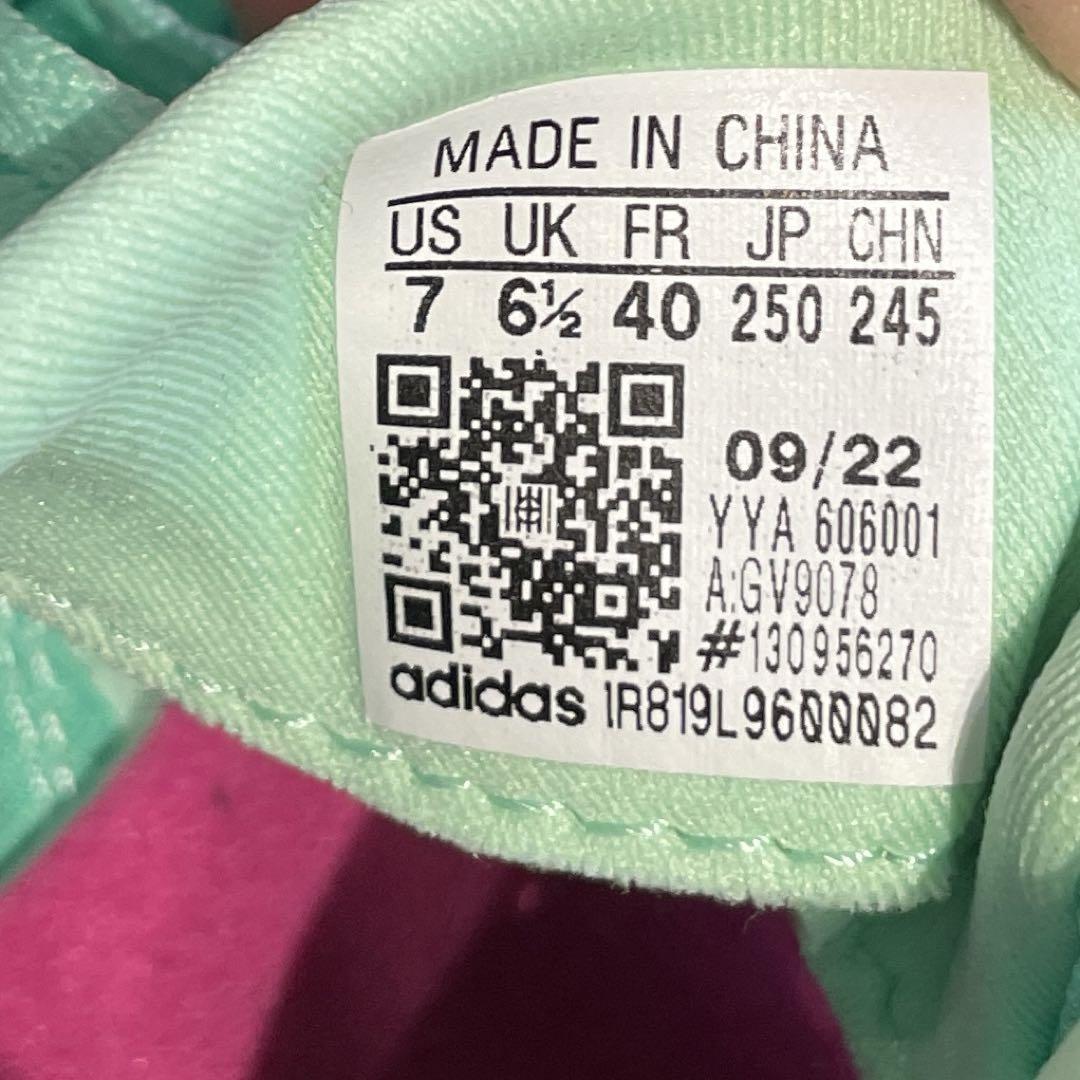 MADE IN CHINA
US UK FR JP CHN
7 6½ 40 250 245
09/22
YYA 606001
A:GV9078
#130956270
adidas 1R819L9600082